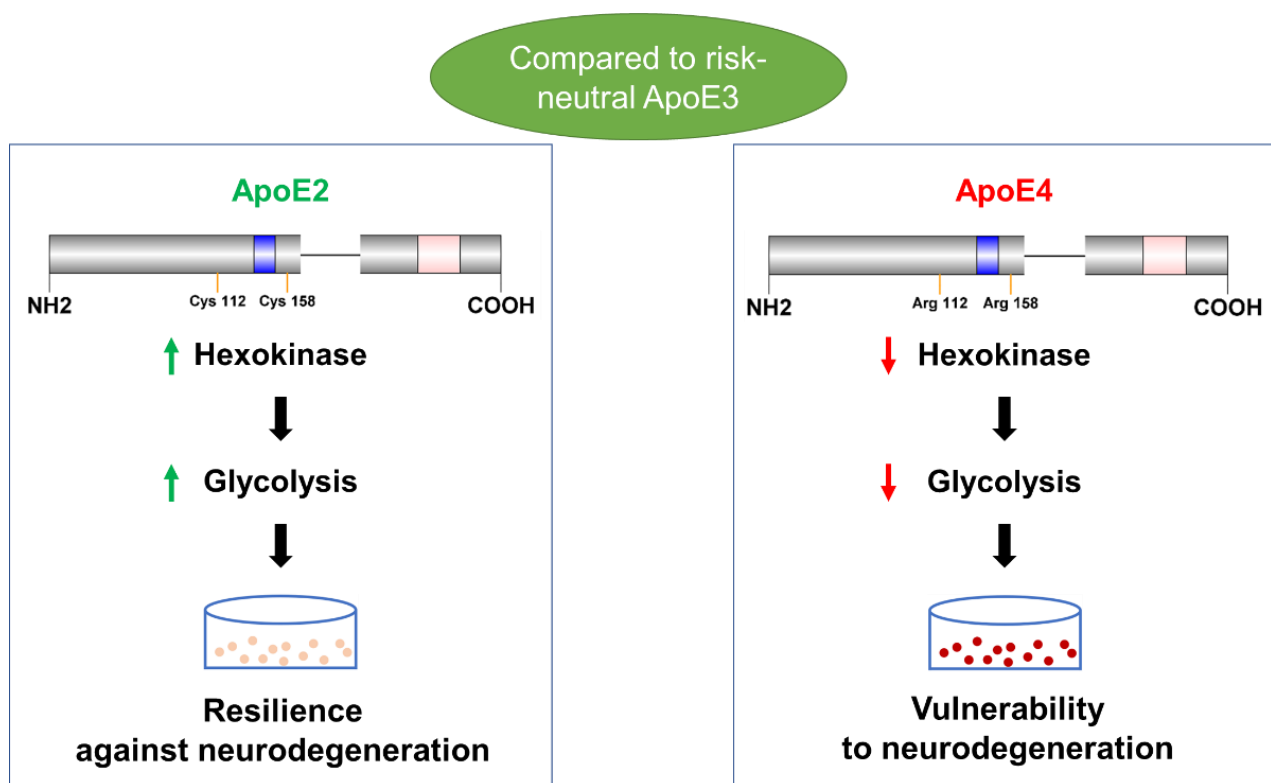 Compared to risk-
neutral ApoE3
ApoE2
Cys 112
Cys 158
NH2
COOH
Hexokinase
Glycolysis
Resilience
against neurodegeneration
ApoE4
Arg 112
Arg 158
NH2
COOH
Hexokinase
Glycolysis
Vulnerability
to neurodegeneration